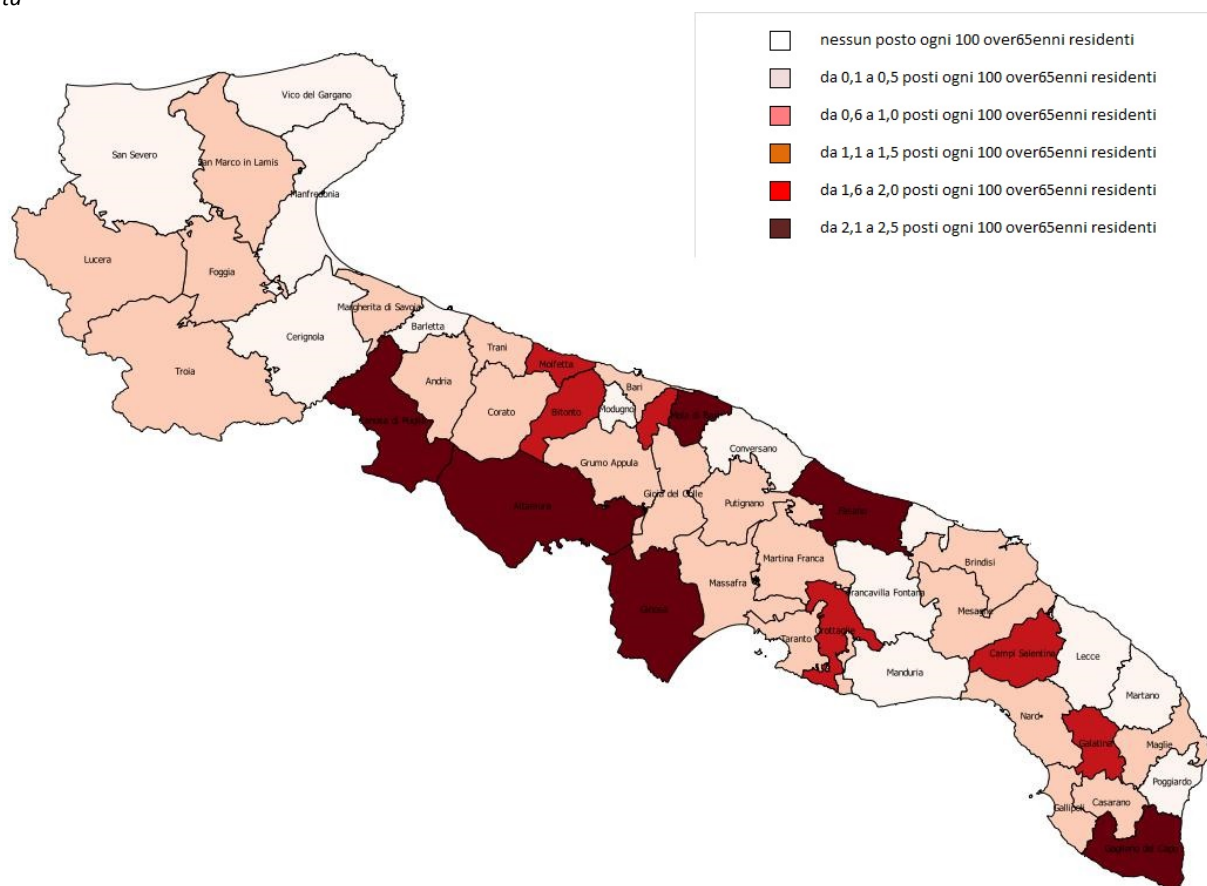 nessun posto ogni 100 over65enni residenti
da 0,1 a 0,5 posti ogni 100 over65enni residenti
da 0,6 a 1,0 posti ogni 100 over65enni residenti
da 1,1 a 1,5 posti ogni 100 over65enni residenti
da 1,6 a 2,0 posti ogni 100 over65enni residenti
da 2,1 a 2,5 posti ogni 100 over65enni residenti
Vico del Gargano
San Severo
San Marco in Lamis
Manfredonia
Lucera
Foggia
Margherita di Savoia
Barletta
Cerignola
Trani
Troia
Molfetta
Andria
Bari
Corato
Bitonto
Modugno
Conversano
Grumo Appula
Gioia del Colle
Putignano
Altamura
Fasano
Martina Franca
Brindisi
Massafra
Francavilla Fontana
Mesagne
Ginosa
Taranto
Grottaglie
Campi Salentina
Lecce
Manduria
Martano
Nardo
Galatina
Maglie
Poggiardo
Gallipoli
Casarano
Gagliano del Capo